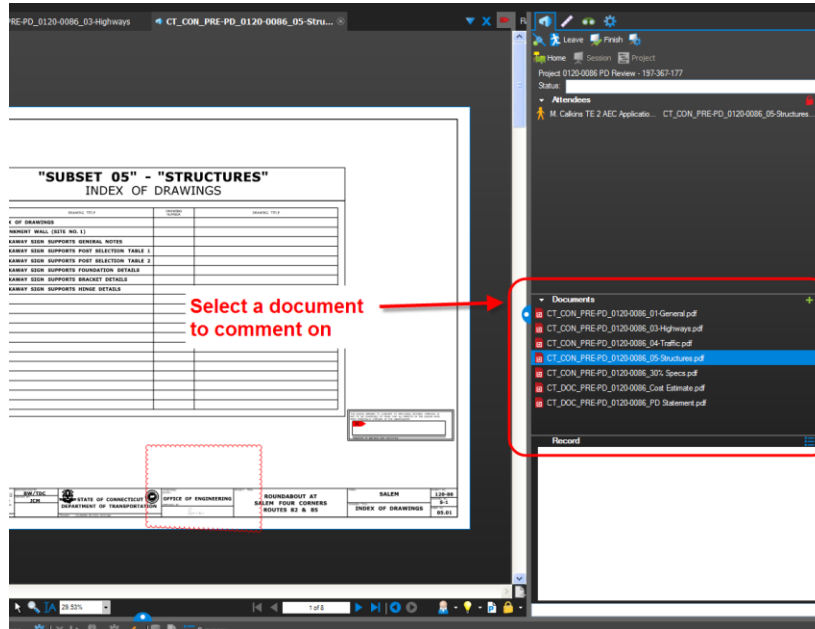 RE-PD_0120-0086_03-Highways
CT_CON_PRE-PD_0120-0086_05-Stru...
Leave
Finish
Home
Session
Project
Project 0120-0086 PD Review - 197-367-177
Status:
Attendees
M. Calkins TE 2 AEC Applicatio...
CT_CON_PRE-PD_0120-0086_05-Structures...
"SUBSET 05" - "STRUCTURES"
INDEX OF DRAWINGS
DRAWING TITLE
DRAWING NUMBER
DRAWING TITLE
X OF DRAWINGS
NKMENT WALL (SITE NO. 1)
KAWAY SIGN SUPPORTS GENERAL NOTES
KAWAY SIGN SUPPORTS POST SELECTION TABLE 1
KAWAY SIGN SUPPORTS POST SELECTION TABLE 2
KAWAY SIGN SUPPORTS FOUNDATION DETAILS
KAWAY SIGN SUPPORTS BRACKET DETAILS
KAWAY SIGN SUPPORTS HINGE DETAILS
Select a document
to comment on
Documents
CT_CON_PRE-PD_0120-0086_01-General.pdf
CT_CON_PRE-PD_0120-0086_03-Highways.pdf
CT_CON_PRE-PD_0120-0086_04-Traffic.pdf
CT_CON_PRE-PD_0120-0086_05-Structures.pdf
CT_CON_PRE-PD_0120-0086_30% Specs.pdf
CT_DOC_PRE-PD_0120-0086_Cost Estimate.pdf
CT_DOC_PRE-PD_0120-0086_PD Statement.pdf
Record
BW/TDC
JCM
STATE OF CONNECTICUT
DEPARTMENT OF TRANSPORTATION
OFFICE OF ENGINEERING
ROUNDABOUT AT
SALEM FOUR CORNERS
ROUTES 82 & 85
SALEM
INDEX OF DRAWINGS
120-86
S-1
05.01
28.53%
1 of 8